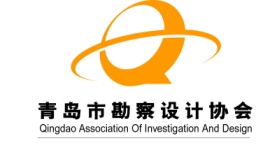 青岛市勘察设计协会
Qingdao Association Of Investigation And Design